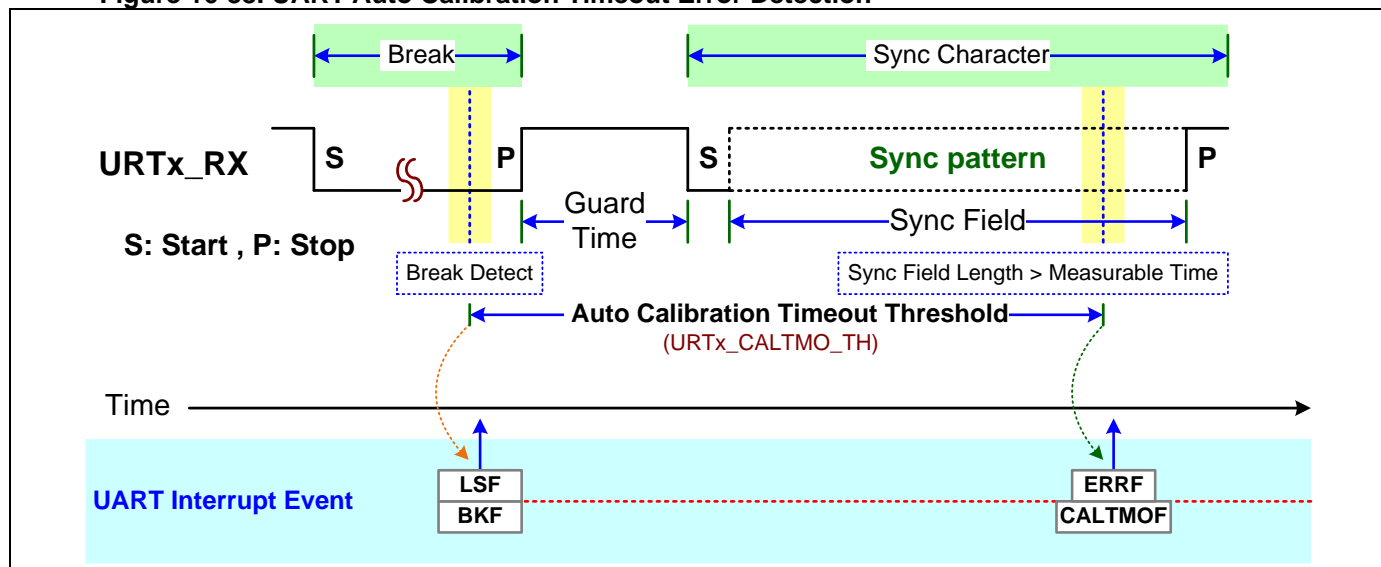 Break
Sync Character
URTx_RX
S
P
S
Sync pattern
P
Guard
Time
Sync Field
S: Start , P: Stop
Break Detect
Sync Field Length > Measurable Time
Auto Calibration Timeout Threshold
(URTx_CALTMO_TH)
Time
UART Interrupt Event
LSF
BKF
ERRF
CALTMOF